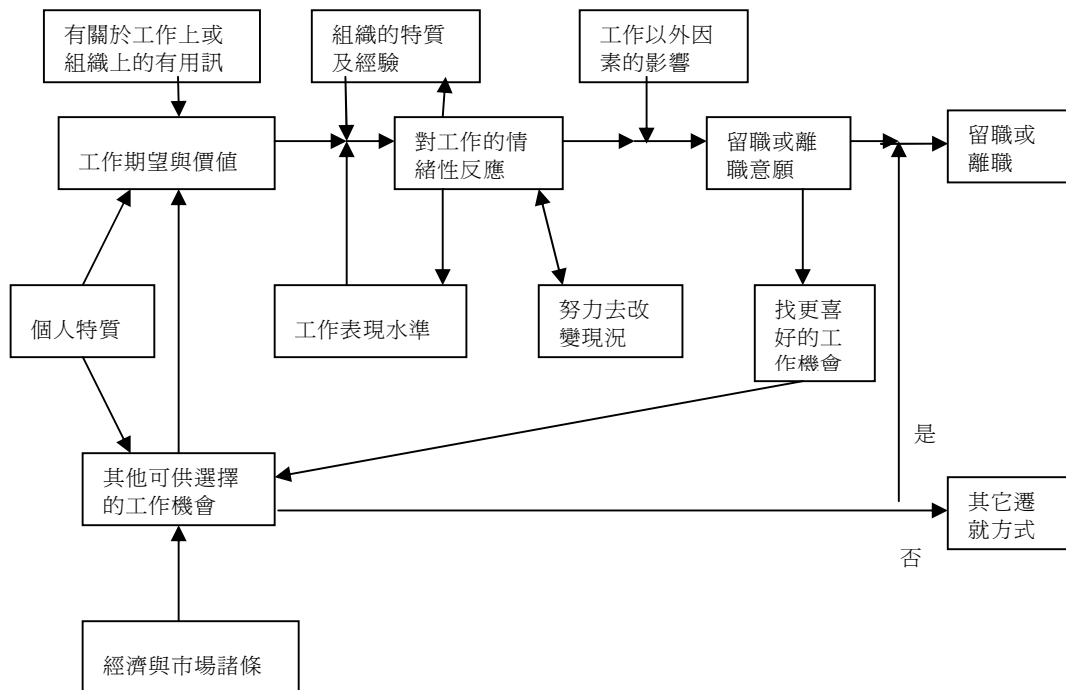 有關於工作上或
組織上的有用訊
組織的特質
及經驗
工作以外因
素的影響
工作期望與價值
對工作的情
緒性反應
留職或離
職意願
留職或
離職
個人特質
工作表現水準
努力去改
變現況
找更喜
好的工
作機會
是
其他可供選擇
的工作機會
其它遷
就方式
否
經濟與市場諸條